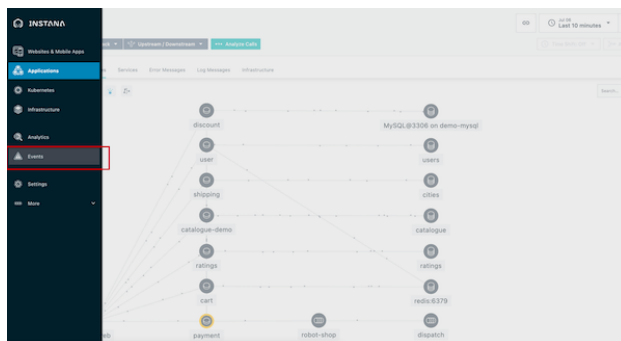 INSTANA
Last 10 minutes
Websites & Mobile Apps
Upstream / Downstream
Analyze Calls
Applications
Services Error Messages Log Messages Infrastructure
Kubernetes
Infrastructure
Search...
discount MySQL@3306 on demo-mysql
Analytics
Events
user users
Settings
shipping cities
More
catalogue-demo catalogue
ratings ratings
cart redis:6379
payment robot-shop dispatch